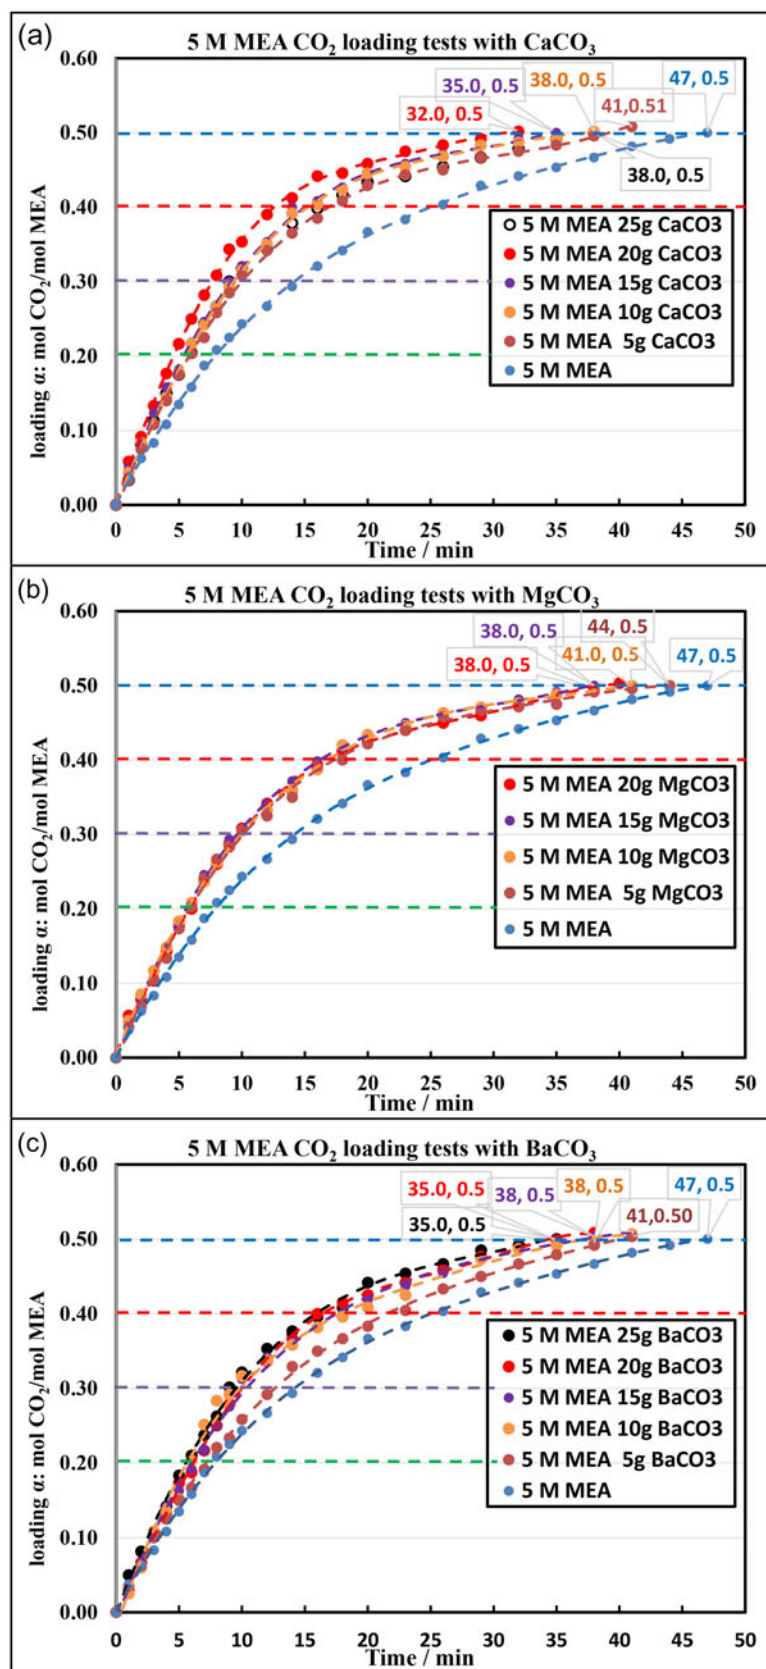 (a)
5 M MEA CO₂ loading tests with CaCO₃
0.60
0.50
0.40
0.30
0.20
0.10
0.00
loading α: mol CO₂/mol MEA
35.0, 0.5
38.0, 0.5
47, 0.5
32.0, 0.5
41,0.51
38.0, 0.5
5 M MEA 25g CaCO3
5 M MEA 20g CaCO3
5 M MEA 15g CaCO3
5 M MEA 10g CaCO3
5 M MEA 5g CaCO3
5 M MEA
0 5 10 15 20 25 30 35 40 45 50
Time / min
(b)
5 M MEA CO₂ loading tests with MgCO₃
0.60
0.50
0.40
0.30
0.20
0.10
0.00
loading α: mol CO₂/mol MEA
38.0, 0.5
44, 0.5
38.0, 0.5
41.0, 0.5
47, 0.5
5 M MEA 20g MgCO3
5 M MEA 15g MgCO3
5 M MEA 10g MgCO3
5 M MEA 5g MgCO3
5 M MEA
0 5 10 15 20 25 30 35 40 45 50
Time / min
(c)
5 M MEA CO₂ loading tests with BaCO₃
0.60
0.50
0.40
0.30
0.20
0.10
0.00
loading α: mol CO₂/mol MEA
35.0, 0.5
38, 0.5
38, 0.5
47, 0.5
35.0, 0.5
41,0.50
5 M MEA 25g BaCO3
5 M MEA 20g BaCO3
5 M MEA 15g BaCO3
5 M MEA 10g BaCO3
5 M MEA 5g BaCO3
5 M MEA
0 5 10 15 20 25 30 35 40 45 50
Time / min